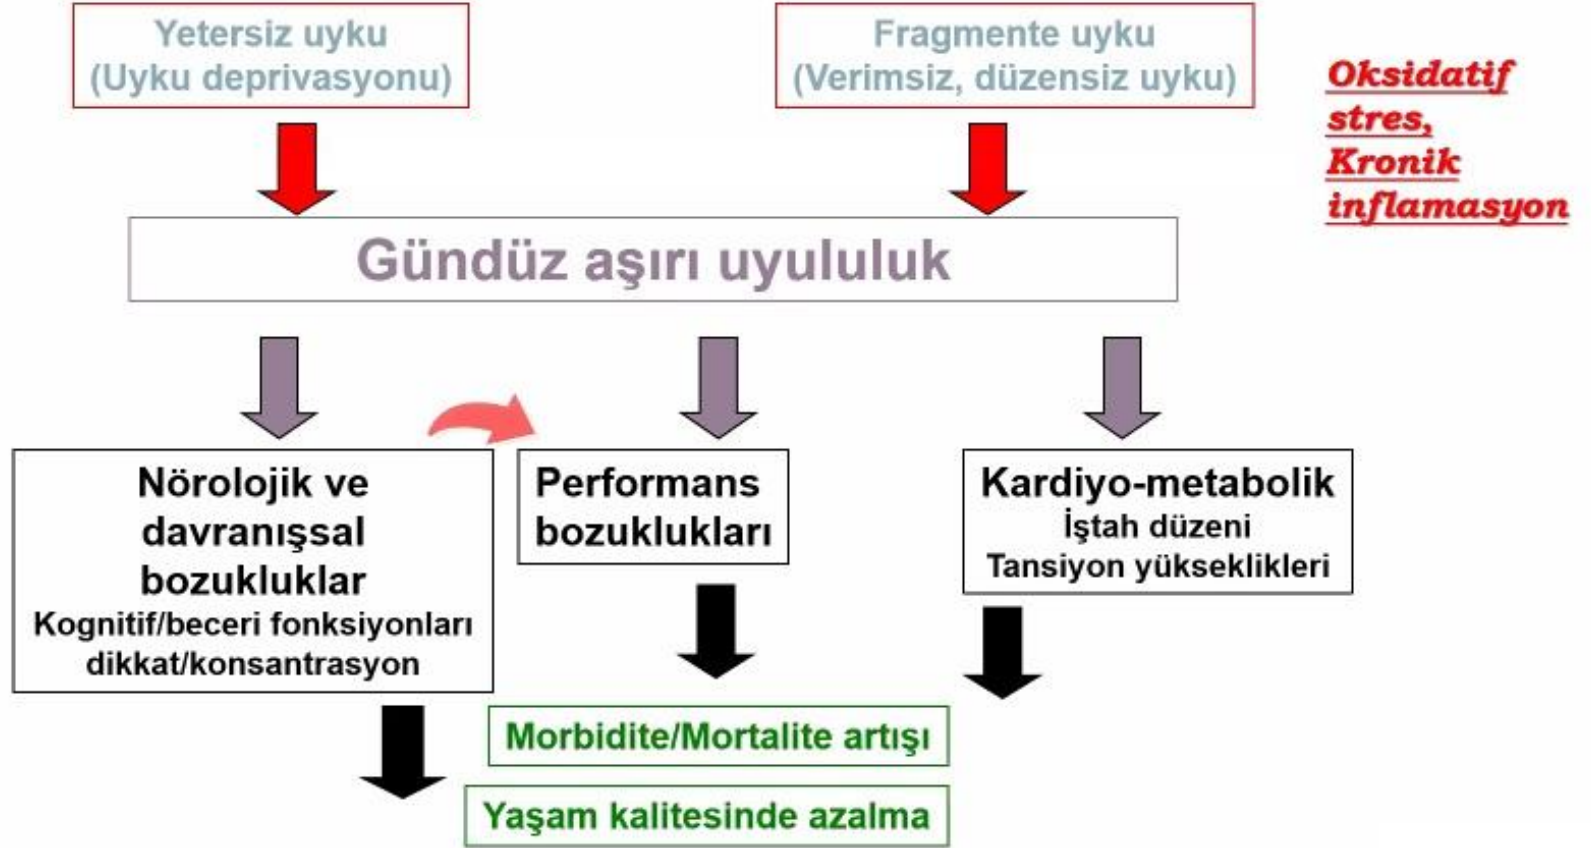 Yetersiz uyku
(Uyku deprivasyonu)
Fragmente uyku
(Verimsiz, düzensiz uyku)
Oksidatif
stres,
Kronik
inflamasyon
Gündüz aşırı uyululuk
Nörolojik ve
davranışsal
bozukluklar
Kognitif/beceri fonksiyonları
dikkat/konsantrasyon
Performans
bozuklukları
Kardiyo-metabolik
İştah düzeni
Tansiyon yükseklikleri
Morbidite/Mortalite artışı
Yaşam kalitesinde azalma